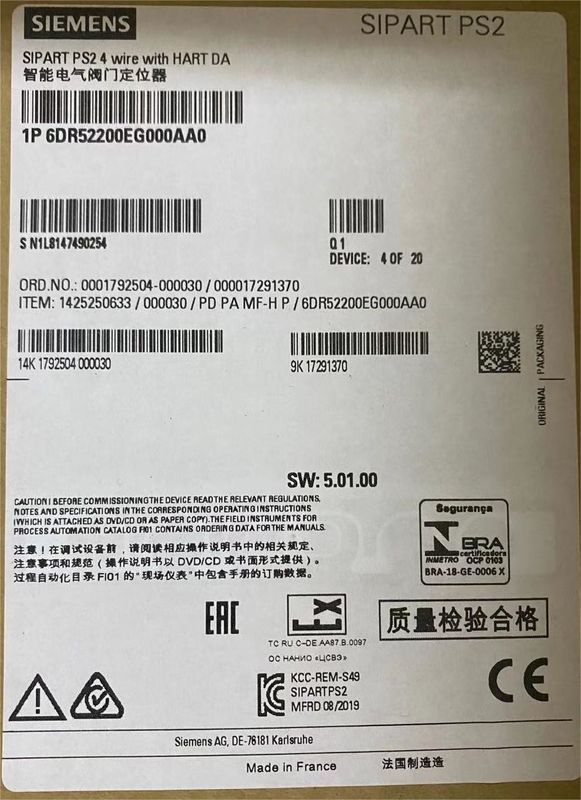 SIEMENS
SIPART PS2
SIPART PS2 4 wire with HART DA
智能电气阀门定位器
1P 6DR52200EG000AA0
S N1L8147490254
Q 1
DEVICE: 4 OF 20
ORD.NO.: 0001792504-000030 / 000017291370
ITEM: 1425250633 / 000030 / PD PA MF-H P / 6DR52200EG000AA0
14K 1792504 000030
9K 17291370
ORIGINAL PACKAGING
SW: 5.01.00
CAUTION! BEFORE COMMISSIONING THE DEVICE READ THE RELEVANT REGULATIONS,
NOTES AND SPECIFICATIONS IN THE CORRESPONDING OPERATING INSTRUCTIONS
(WHICH IS ATTACHED AS DVD/CD OR AS PAPER COPY). THE FIELD INSTRUMENTS FOR
PROCESS AUTOMATION CATALOG FI01 CONTAINS ORDERING DATA FOR THE MANUALS.
注意！在调试设备前，请阅读相应操作说明书中的相关规定、
注意事项和规范（操作说明书以 DVD/CD 或书面形式提供）。
过程自动化目录 FI01 的 "现场仪表" 中包含手册的订购数据。
Segurança
BRA
certificadora
INMETRO OCP 0103
BRA-18-GE-0006 X
EAC
Ex
TC RU C-DE.AA87.B.0097
ОС НАНИО «ЦСВЭ»
质量检验合格
KCC-REM-S49
SIPARTPS2
MFRD 08/2019
CE
Siemens AG, DE-76181 Karlsruhe
Made in France
法国制造造